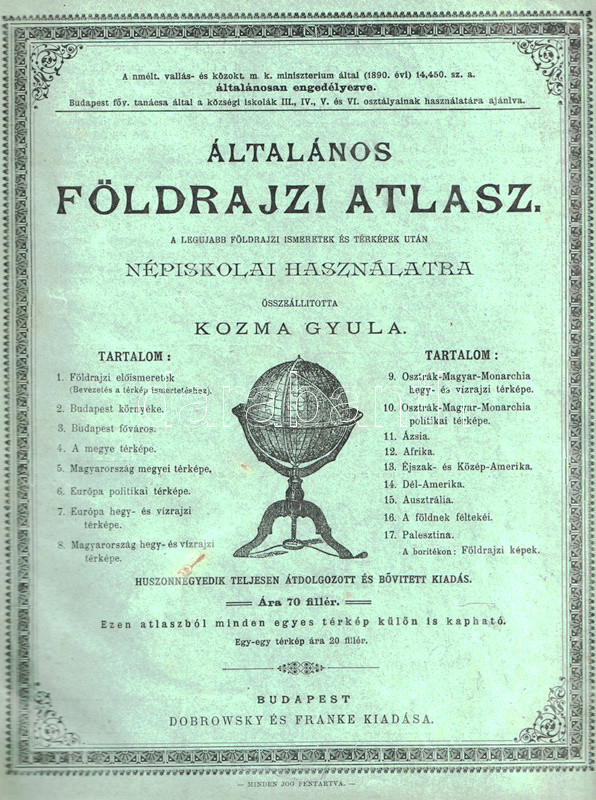 A nmélt. vallás- és közokt. m. k. miniszterium által (1890. évi) 14,450. sz. a.
általánosan engedélyezve.
Budapest főv. tanácsa által a községi iskolák III., IV., V. és VI. osztályainak használatára ajánlva.
ÁLTALÁNOS
FÖLDRAJZI ATLASZ.
A LEGUJABB FÖLDRAJZI ISMERETEK ÉS TÉRKÉPEK UTÁN
NÉPISKOLAI HASZNÁLATRA
ÖSSZEÁLLITOTTA
KOZMA GYULA.
TARTALOM :
1. Földrajzi előismeretek
(Bevezetés a térkép ismertetéshez).
2. Budapest környéke.
3. Budapest főváros.
4. A megye térképe.
5. Magyarország megyei térképe.
6. Európa politikai térképe.
7. Európa hegy- és vízrajzi
térképe.
8. Magyarország hegy- és vízrajzi
térképe.
TARTALOM :
9. Osztrák-Magyar-Monarchia
hegy- és vízrajzi térképe.
10. Osztrák-Magyar-Monarchia
politikai térképe.
11. Ázsia.
12. Afrika.
13. Éjszak- és Közép-Amerika.
14. Dél-Amerika.
15. Ausztrália.
16. A földnek féltekéi.
17. Palesztina.
A boritékon: Földrajzi képek.
HUSZONNEGYEDIK TELJESEN ÁTDOLGOZOTT ÉS BŐVITETT KIADÁS.
Ára 70 fillér.
Ezen atlaszból minden egyes térkép külön is kapható.
Egy-egy térkép ára 20 fillér.
BUDAPEST
DOBROWSKY ÉS FRANKE KIADÁSA.
— MINDEN JOG FENTARTVA. —